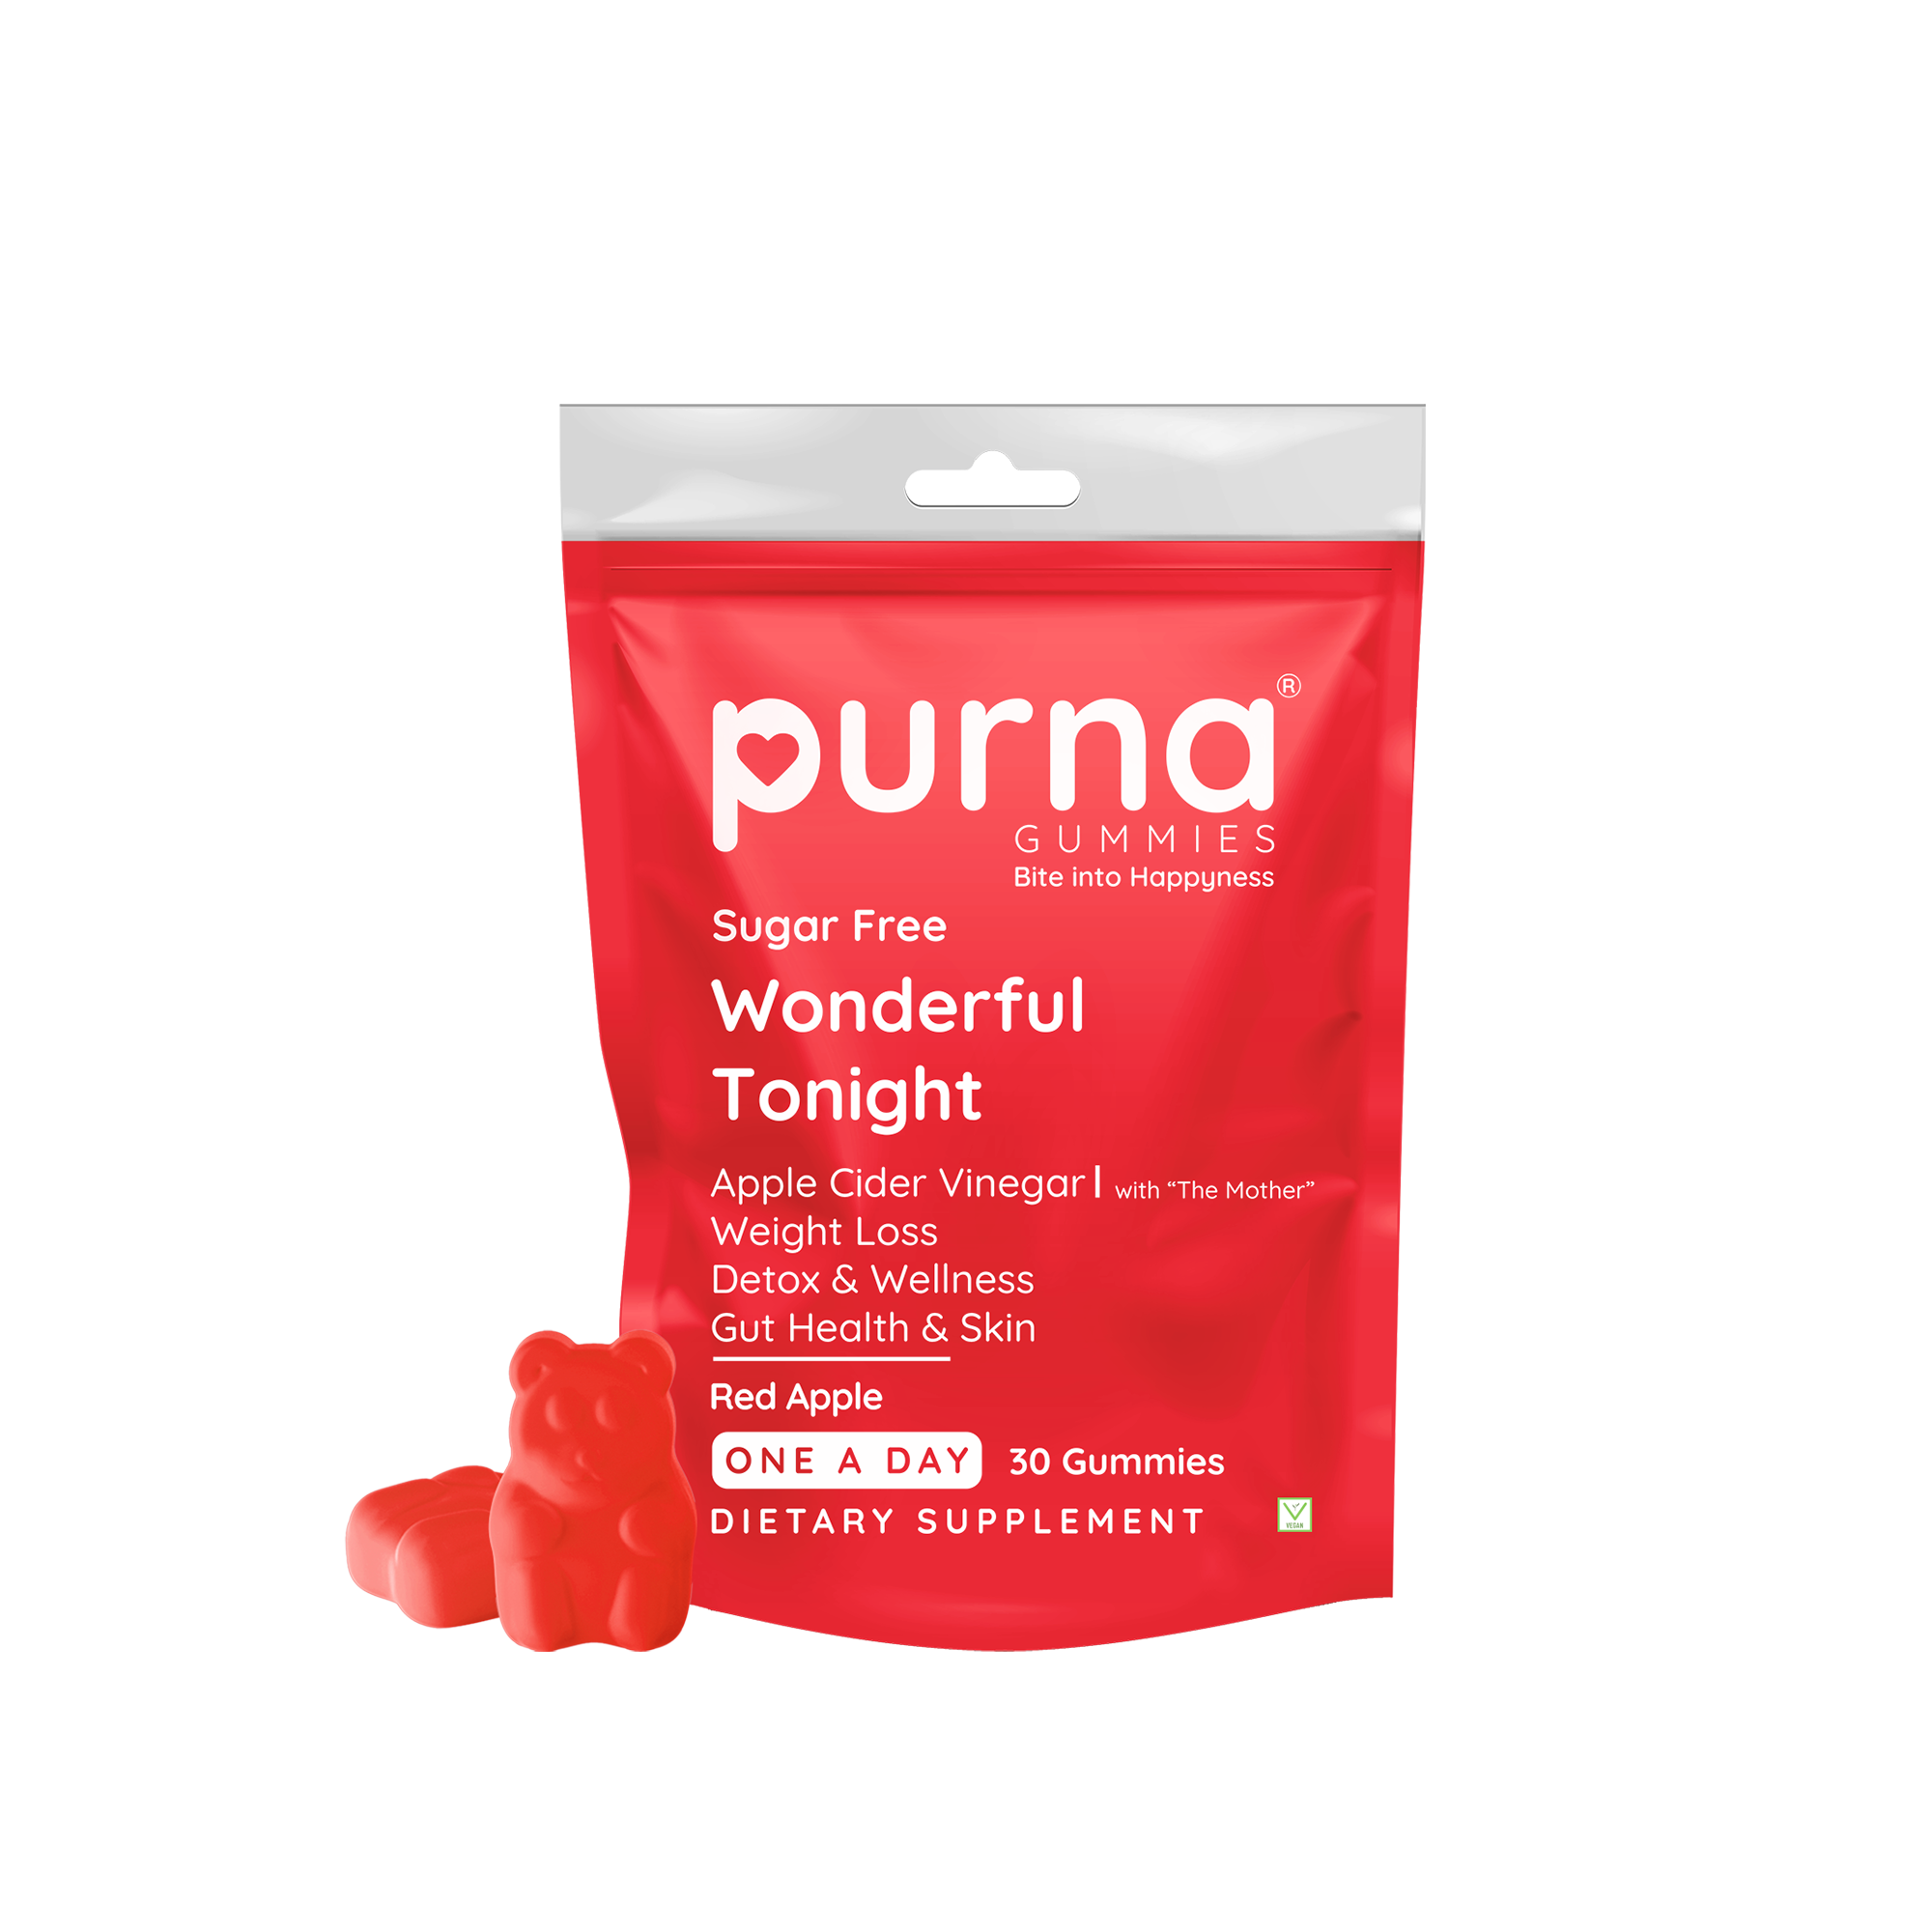 purna®
GUMMIES
Bite into Happyness
Sugar Free
Wonderful
Tonight
Apple Cider Vinegar| with “The Mother”
Weight Loss
Detox & Wellness
Gut Health & Skin
Red Apple
ONE A DAY 30 Gummies
DIETARY SUPPLEMENT
VEGAN